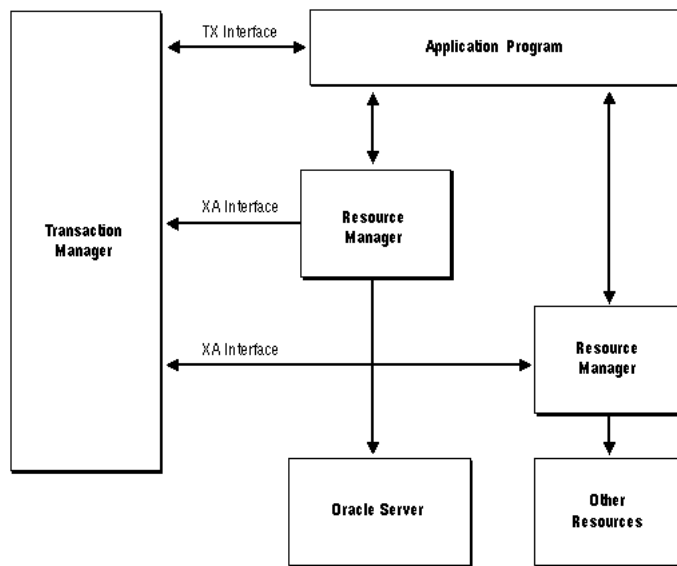 TX Interface
Application Program
XA Interface
Resource
Manager
Transaction
Manager
XA Interface
Resource
Manager
Oracle Server
Other
Resources